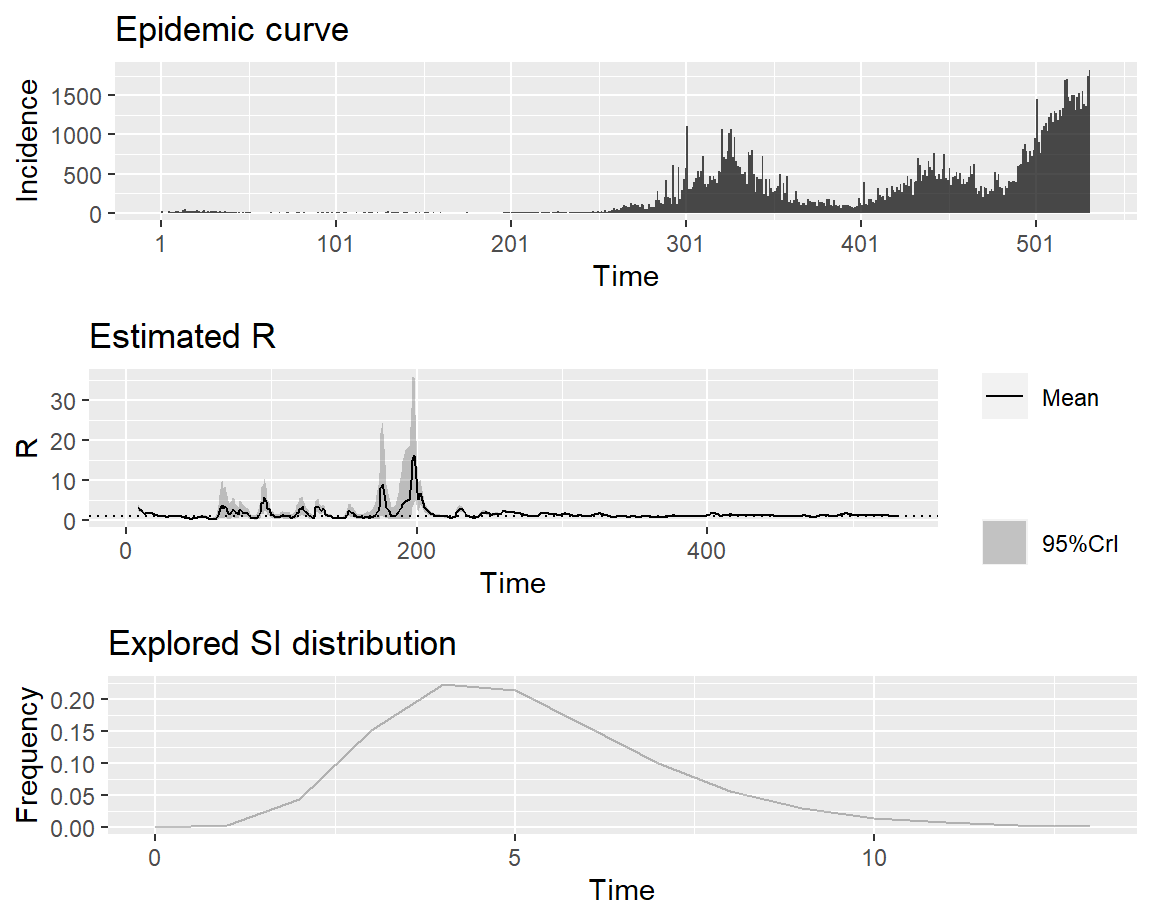 Epidemic curve
Incidence
1500
1000
500
0
1 101 201 301 401 501
Time
Estimated R
R
30
20
10
0
0 200 400
Time
Mean
95%CrI
Explored SI distribution
Frequency
0.20
0.15
0.10
0.05
0.00
0 5 10
Time